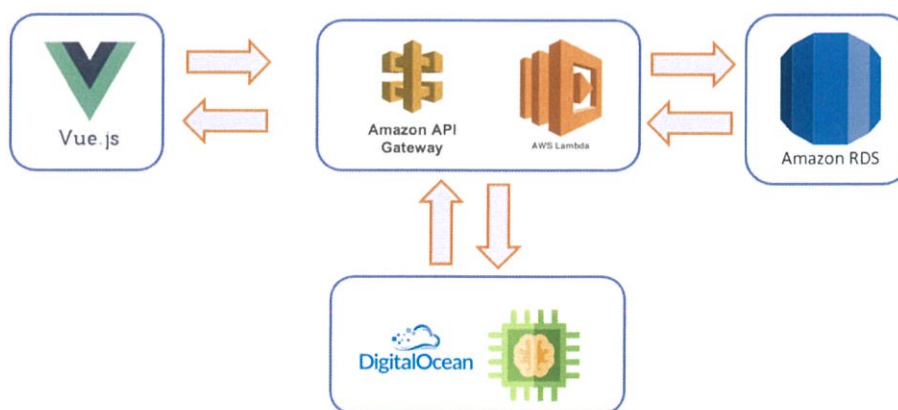 Vue.js
Amazon API
Gateway
AWS Lambda
Amazon RDS
DigitalOcean